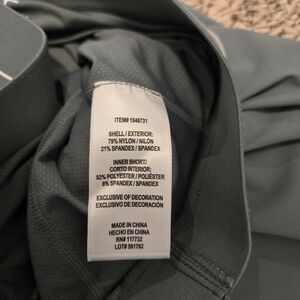 ITEM# 1846731
SHELL / EXTERIOR:
79% NYLON / NILÓN
21% SPANDEX / SPANDEX
INNER SHORT/
CORTO INTERIOR:
92% POLYESTER / POLIÉSTER
8% SPANDEX / SPANDEX
EXCLUSIVE OF DECORATION
EXCLUSIVO DE DECORACIÓN
MADE IN CHINA
HECHO EN CHINA
RN# 117732
LOT# 591782